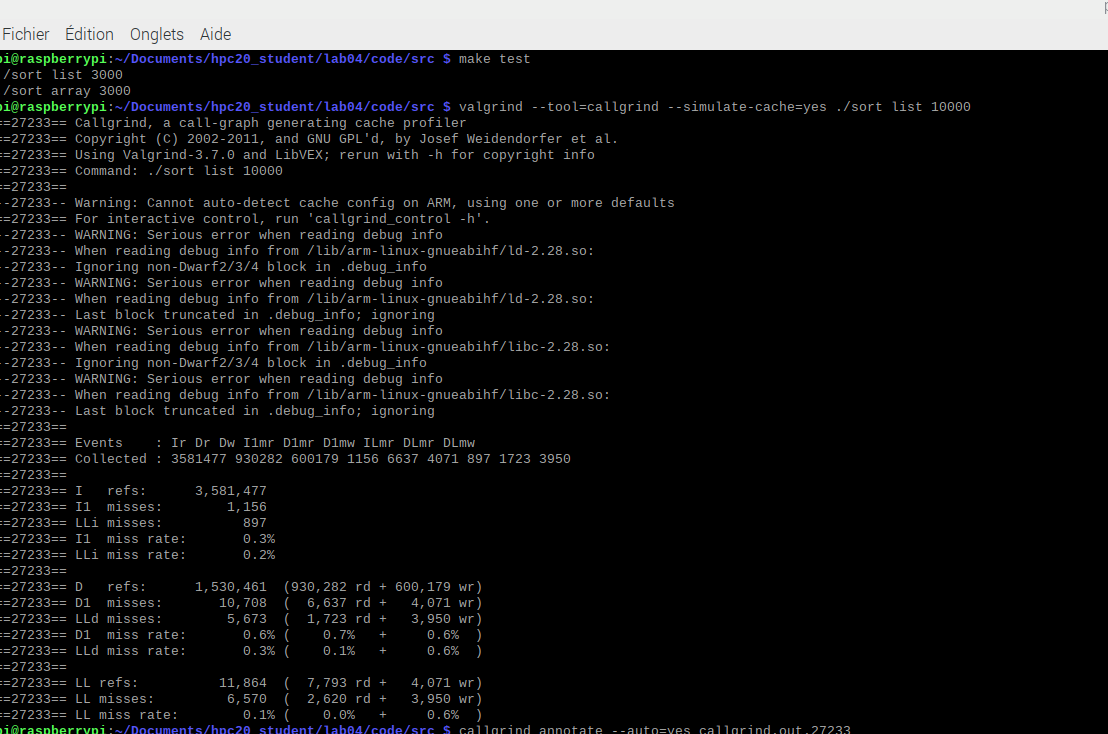 Fichier Édition Onglets Aide
pi@raspberrypi:~/Documents/hpc20_student/lab04/code/src $ make test
./sort list 3000
./sort array 3000
pi@raspberrypi:~/Documents/hpc20_student/lab04/code/src $ valgrind --tool=callgrind --simulate-cache=yes ./sort list 10000
==27233== Callgrind, a call-graph generating cache profiler
==27233== Copyright (C) 2002-2011, and GNU GPL'd, by Josef Weidendorfer et al.
==27233== Using Valgrind-3.7.0 and LibVEX; rerun with -h for copyright info
==27233== Command: ./sort list 10000
==27233==
--27233-- Warning: Cannot auto-detect cache config on ARM, using one or more defaults
==27233== For interactive control, run 'callgrind_control -h'.
--27233-- WARNING: Serious error when reading debug info
--27233-- When reading debug info from /lib/arm-linux-gnueabihf/ld-2.28.so:
--27233-- Ignoring non-Dwarf2/3/4 block in .debug_info
--27233-- WARNING: Serious error when reading debug info
--27233-- When reading debug info from /lib/arm-linux-gnueabihf/ld-2.28.so:
--27233-- Last block truncated in .debug_info; ignoring
--27233-- WARNING: Serious error when reading debug info
--27233-- When reading debug info from /lib/arm-linux-gnueabihf/libc-2.28.so:
--27233-- Ignoring non-Dwarf2/3/4 block in .debug_info
--27233-- WARNING: Serious error when reading debug info
--27233-- When reading debug info from /lib/arm-linux-gnueabihf/libc-2.28.so:
--27233-- Last block truncated in .debug_info; ignoring
==27233==
==27233== Events    : Ir Dr Dw I1mr D1mr D1mw ILmr DLmr DLmw
==27233== Collected : 3581477 930282 600179 1156 6637 4071 897 1723 3950
==27233==
==27233== I   refs:      3,581,477
==27233== I1  misses:        1,156
==27233== LLi misses:          897
==27233== I1  miss rate:       0.3%
==27233== LLi miss rate:       0.2%
==27233==
==27233== D   refs:      1,530,461  (930,282 rd + 600,179 wr)
==27233== D1  misses:       10,708  (  6,637 rd +   4,071 wr)
==27233== LLd misses:        5,673  (  1,723 rd +   3,950 wr)
==27233== D1  miss rate:       0.6% (    0.7%   +     0.6%  )
==27233== LLd miss rate:       0.3% (    0.1%   +     0.6%  )
==27233==
==27233== LL refs:          11,864  (  7,793 rd +   4,071 wr)
==27233== LL misses:         6,570  (  2,620 rd +   3,950 wr)
==27233== LL miss rate:        0.1% (    0.0%   +     0.6%  )
pi@raspberrypi:~/Documents/hpc20_student/lab04/code/src $ callgrind_annotate --auto=yes callgrind.out.27233